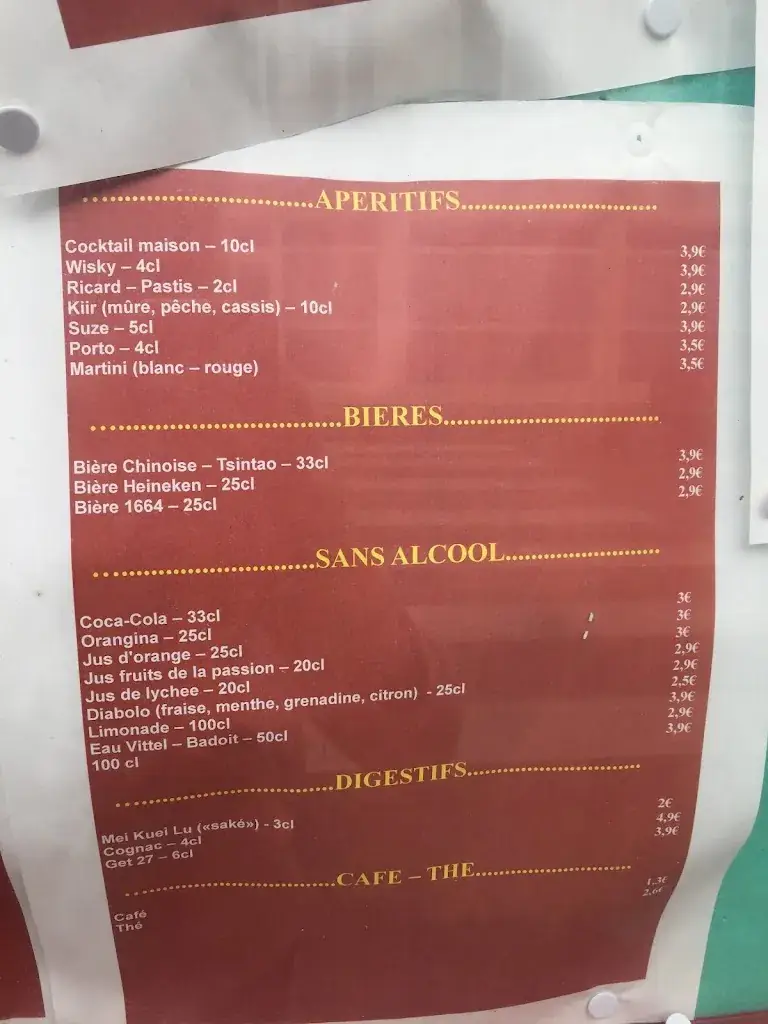 APERITIFS
Cocktail maison – 10cl 3,9€
Wisky – 4cl 3,9€
Ricard – Pastis – 2cl 2,9€
Kiir (mûre, pêche, cassis) – 10cl 2,9€
Suze – 5cl 3,9€
Porto – 4cl 3,5€
Martini (blanc – rouge) 3,5€
BIERES
Bière Chinoise – Tsintao – 33cl 3,9€
Bière Heineken – 25cl 2,9€
Bière 1664 – 25cl 2,9€
SANS ALCOOL
Coca-Cola – 33cl 3€
Orangina – 25cl 3€
Jus d'orange – 25cl 3€
Jus fruits de la passion – 20cl 2,9€
Jus de lychee – 20cl 2,9€
Diabolo (fraise, menthe, grenadine, citron) - 25cl 2,5€
Limonade – 100cl 3,9€
Eau Vittel – Badoit – 50cl 2,9€
100 cl 3,9€
DIGESTIFS
Mei Kuei Lu («saké») - 3cl 2€
Cognac – 4cl 4,9€
Get 27 – 6cl 3,9€
CAFE – THE
Café 1,3€
Thé 2,6€